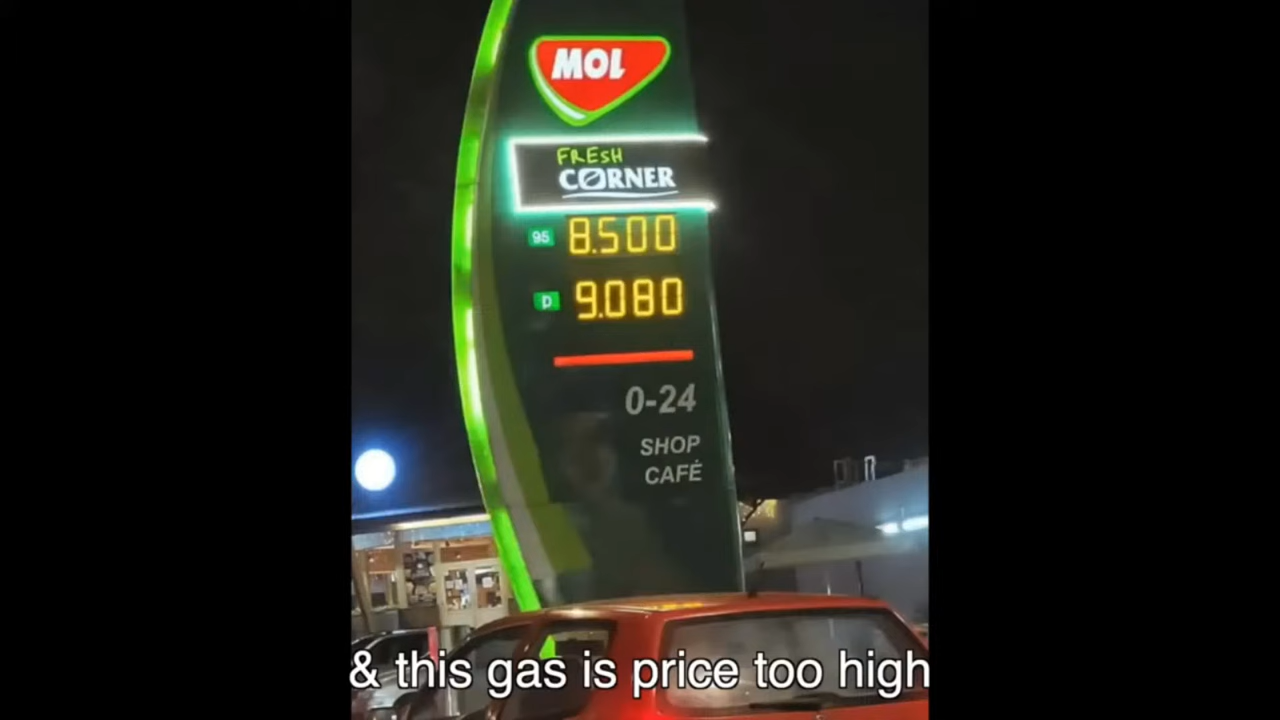 MOL
FRESH
CORNER
95 8.500
D 9.080
0-24
SHOP
CAFÉ
& this gas is price too high